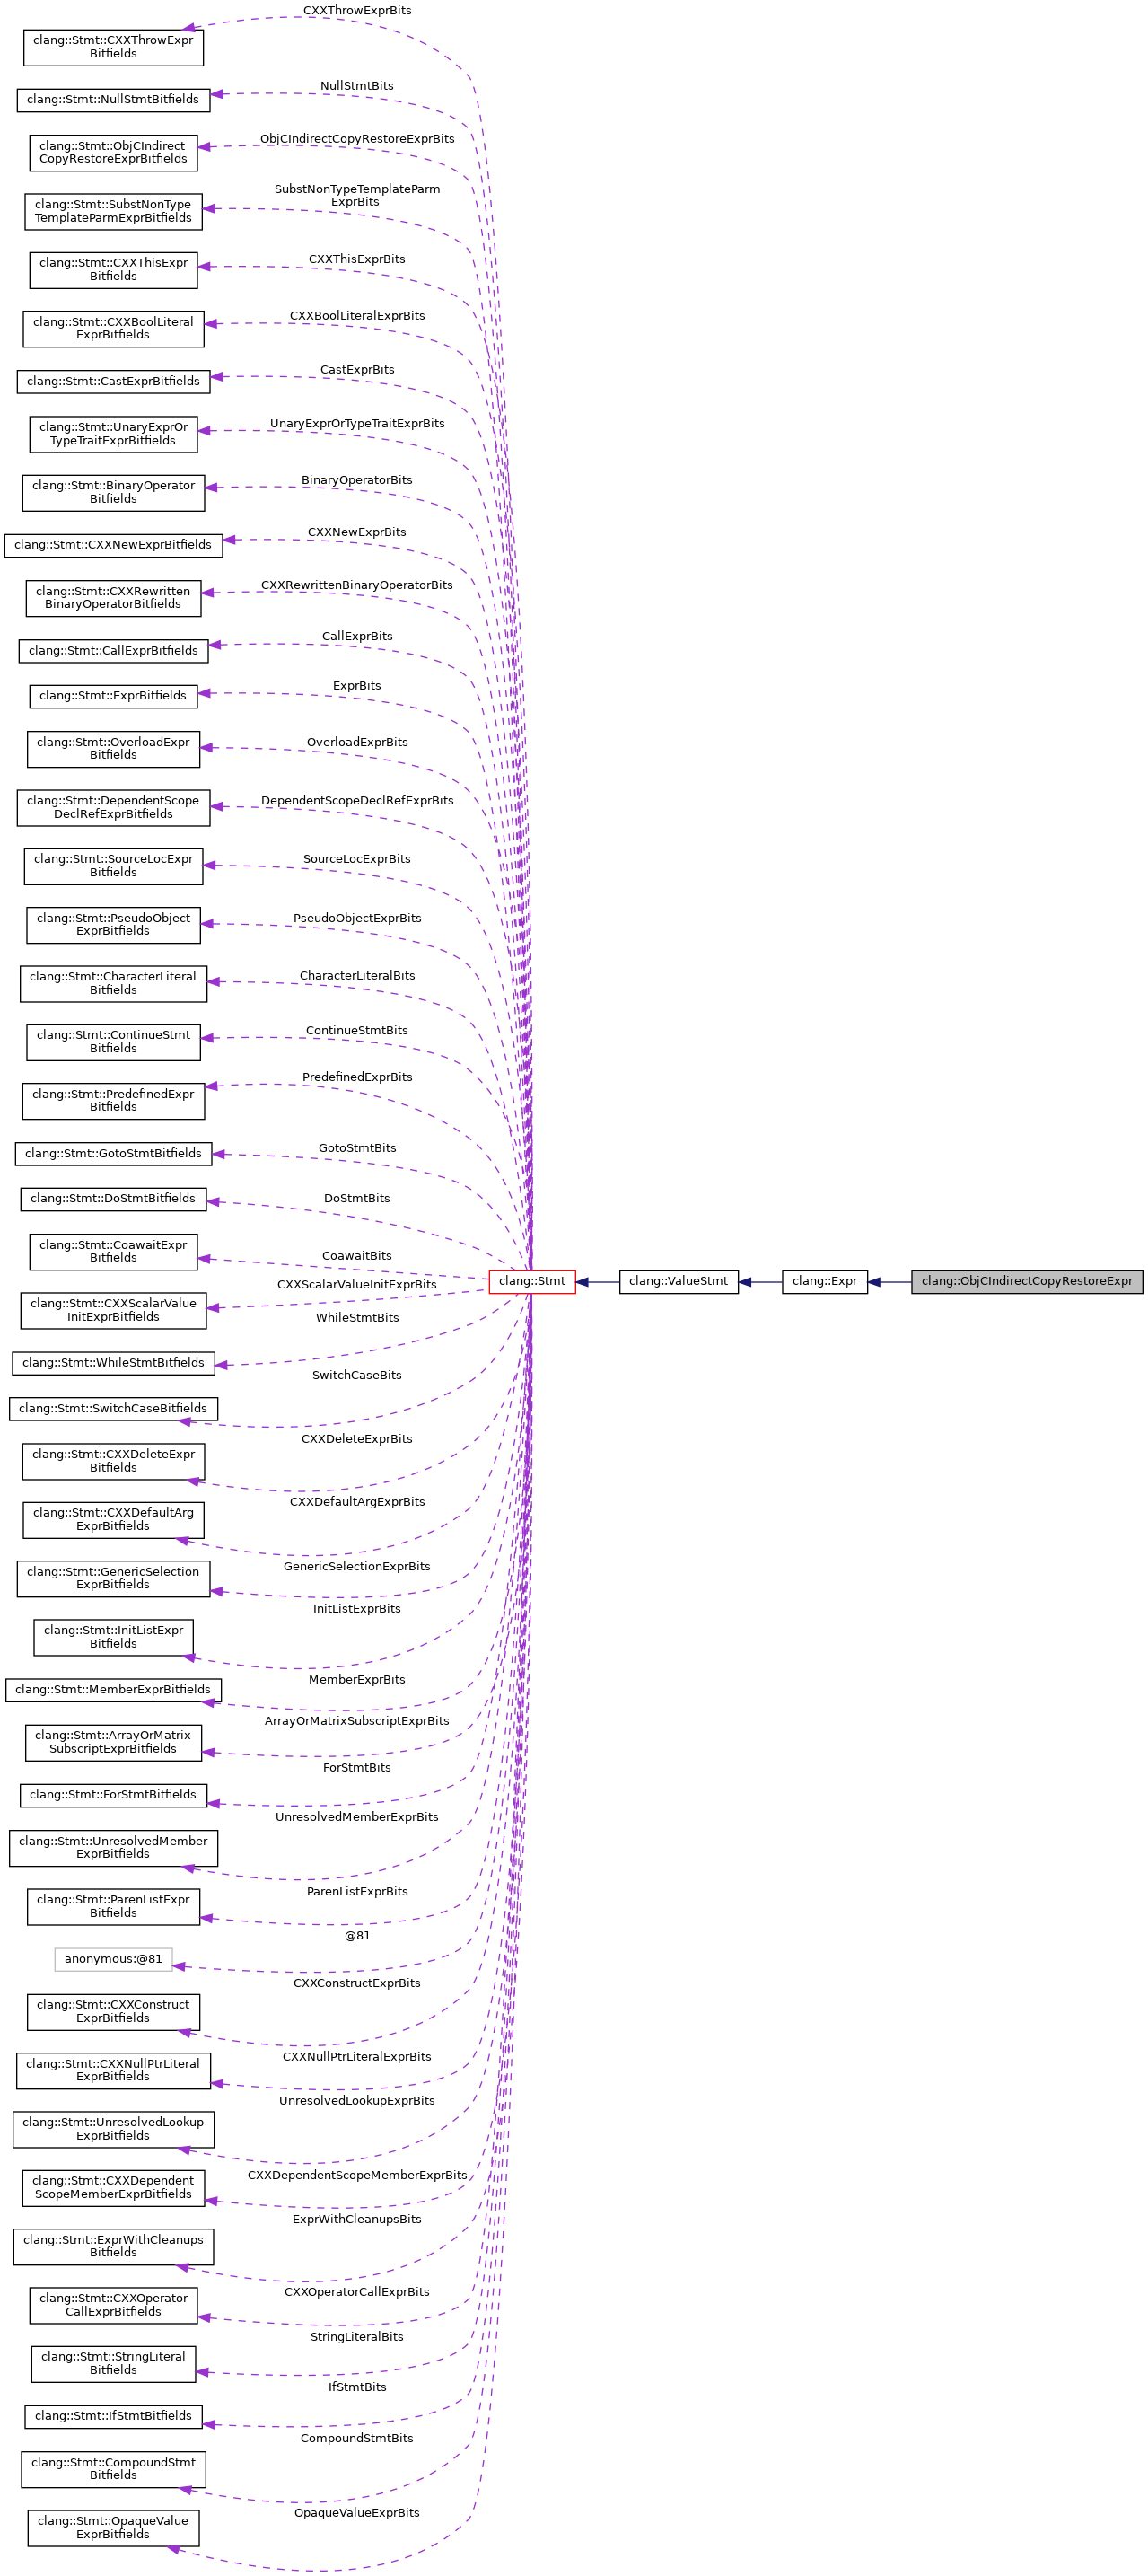 CXXThrowExprBits
clang::Stmt::CXXThrowExpr
Bitfields
NullStmtBits
clang::Stmt::NullStmtBitfields
ObjCIndirectCopyRestoreExprBits
clang::Stmt::ObjCIndirect
CopyRestoreExprBitfields
SubstNonTypeTemplateParm
ExprBits
clang::Stmt::SubstNonType
TemplateParmExprBitfields
CXXThisExprBits
clang::Stmt::CXXThisExpr
Bitfields
CXXBoolLiteralExprBits
clang::Stmt::CXXBoolLiteral
ExprBitfields
CastExprBits
clang::Stmt::CastExprBitfields
UnaryExprOrTypeTraitExprBits
clang::Stmt::UnaryExprOr
TypeTraitExprBitfields
BinaryOperatorBits
clang::Stmt::BinaryOperator
Bitfields
CXXNewExprBits
clang::Stmt::CXXNewExprBitfields
CXXRewrittenBinaryOperatorBits
clang::Stmt::CXXRewritten
BinaryOperatorBitfields
CallExprBits
clang::Stmt::CallExprBitfields
ExprBits
clang::Stmt::ExprBitfields
OverloadExprBits
clang::Stmt::OverloadExpr
Bitfields
DependentScopeDeclRefExprBits
clang::Stmt::DependentScope
DeclRefExprBitfields
SourceLocExprBits
clang::Stmt::SourceLocExpr
Bitfields
PseudoObjectExprBits
clang::Stmt::PseudoObject
ExprBitfields
CharacterLiteralBits
clang::Stmt::CharacterLiteral
Bitfields
ContinueStmtBits
clang::Stmt::ContinueStmt
Bitfields
PredefinedExprBits
clang::Stmt::PredefinedExpr
Bitfields
GotoStmtBits
clang::Stmt::GotoStmtBitfields
DoStmtBits
clang::Stmt::DoStmtBitfields
CoawaitBits
clang::Stmt::CoawaitExpr
Bitfields
clang::Stmt
clang::ValueStmt
clang::Expr
clang::ObjCIndirectCopyRestoreExpr
CXXScalarValueInitExprBits
clang::Stmt::CXXScalarValue
InitExprBitfields
WhileStmtBits
clang::Stmt::WhileStmtBitfields
SwitchCaseBits
clang::Stmt::SwitchCaseBitfields
CXXDeleteExprBits
clang::Stmt::CXXDeleteExpr
Bitfields
CXXDefaultArgExprBits
clang::Stmt::CXXDefaultArg
ExprBitfields
GenericSelectionExprBits
clang::Stmt::GenericSelection
ExprBitfields
InitListExprBits
clang::Stmt::InitListExpr
Bitfields
MemberExprBits
clang::Stmt::MemberExprBitfields
ArrayOrMatrixSubscriptExprBits
clang::Stmt::ArrayOrMatrix
SubscriptExprBitfields
ForStmtBits
clang::Stmt::ForStmtBitfields
UnresolvedMemberExprBits
clang::Stmt::UnresolvedMember
ExprBitfields
ParenListExprBits
clang::Stmt::ParenListExpr
Bitfields
@81
anonymous:@81
CXXConstructExprBits
clang::Stmt::CXXConstruct
ExprBitfields
CXXNullPtrLiteralExprBits
clang::Stmt::CXXNullPtrLiteral
ExprBitfields
UnresolvedLookupExprBits
clang::Stmt::UnresolvedLookup
ExprBitfields
CXXDependentScopeMemberExprBits
clang::Stmt::CXXDependent
ScopeMemberExprBitfields
ExprWithCleanupsBits
clang::Stmt::ExprWithCleanups
Bitfields
CXXOperatorCallExprBits
clang::Stmt::CXXOperator
CallExprBitfields
StringLiteralBits
clang::Stmt::StringLiteral
Bitfields
IfStmtBits
clang::Stmt::IfStmtBitfields
CompoundStmtBits
clang::Stmt::CompoundStmt
Bitfields
OpaqueValueExprBits
clang::Stmt::OpaqueValue
ExprBitfields